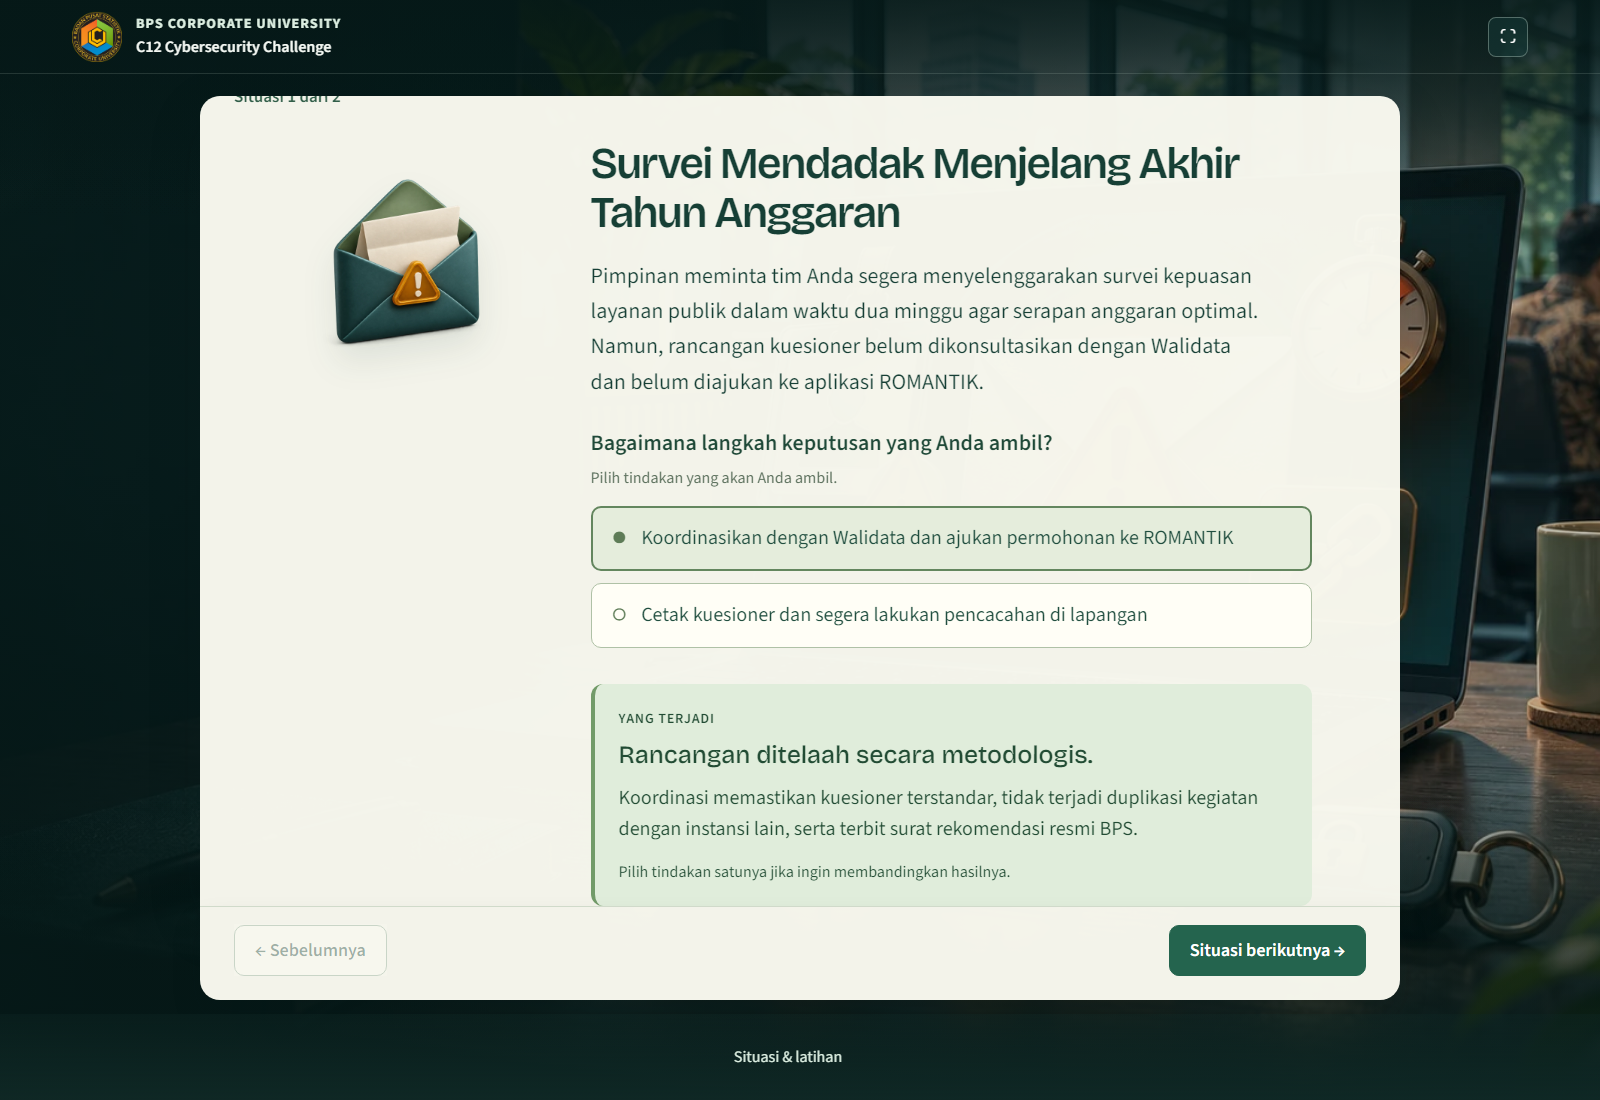 BPS CORPORATE UNIVERSITY
C12 Cybersecurity Challenge
Situasi 1 dari 2
Survei Mendadak Menjelang Akhir
Tahun Anggaran
Pimpinan meminta tim Anda segera menyelenggarakan survei kepuasan
layanan publik dalam waktu dua minggu agar serapan anggaran optimal.
Namun, rancangan kuesioner belum dikonsultasikan dengan Walidata
dan belum diajukan ke aplikasi ROMANTIK.
Bagaimana langkah keputusan yang Anda ambil?
Pilih tindakan yang akan Anda ambil.
Koordinasikan dengan Walidata dan ajukan permohonan ke ROMANTIK
Cetak kuesioner dan segera lakukan pencacahan di lapangan
YANG TERJADI
Rancangan ditelaah secara metodologis.
Koordinasi memastikan kuesioner terstandar, tidak terjadi duplikasi kegiatan
dengan instansi lain, serta terbit surat rekomendasi resmi BPS.
Pilih tindakan satunya jika ingin membandingkan hasilnya.
← Sebelumnya
Situasi berikutnya →
Situasi & latihan